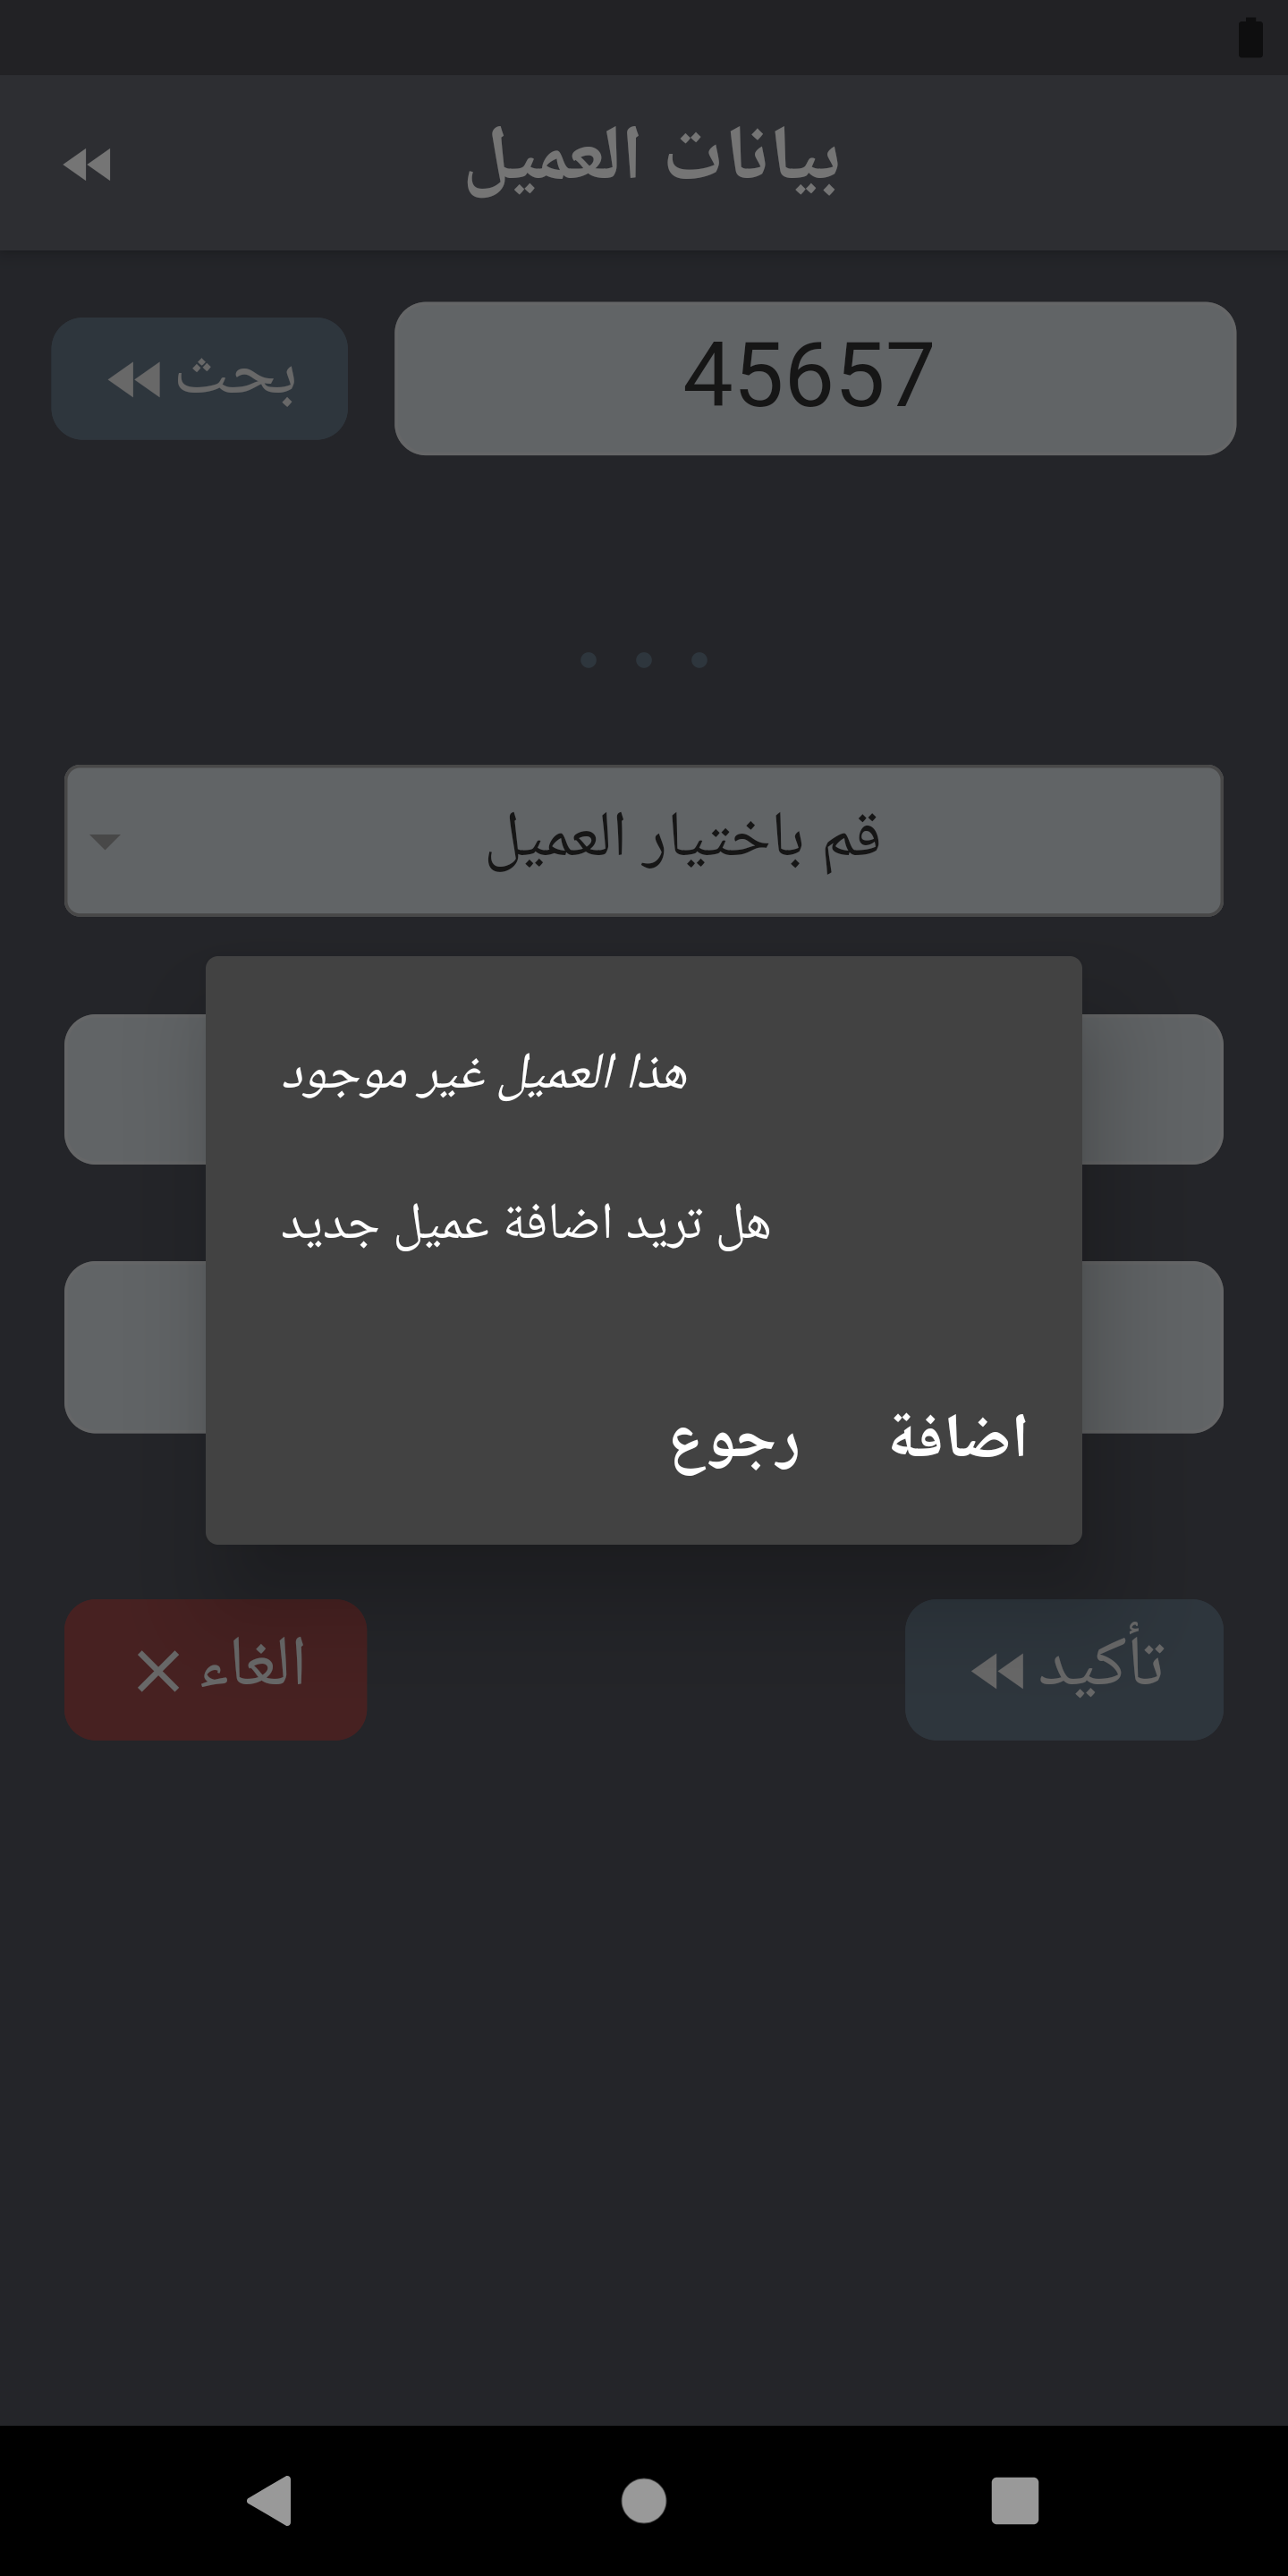 بيانات العميل
45657
بحث
قم باختيار العميل
هذا العميل غير موجود
هل تريد اضافة عميل جديد
اضافة
رجوع
تأكيد
الغاء